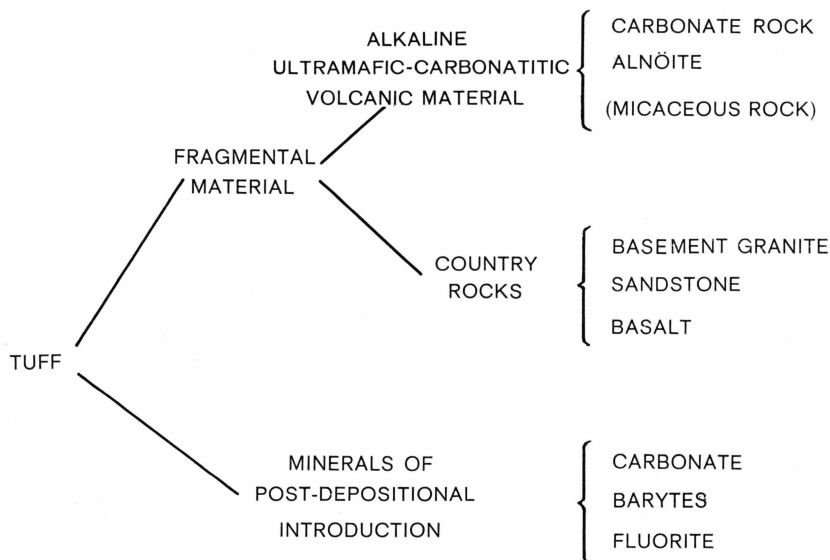 ALKALINE
ULTRAMAFIC-CARBONATITIC
VOLCANIC MATERIAL
CARBONATE ROCK
ALNÖITE
(MICACEOUS ROCK)
FRAGMENTAL
MATERIAL
COUNTRY
ROCKS
BASEMENT GRANITE
SANDSTONE
BASALT
TUFF
MINERALS OF
POST-DEPOSITIONAL
INTRODUCTION
CARBONATE
BARYTES
FLUORITE